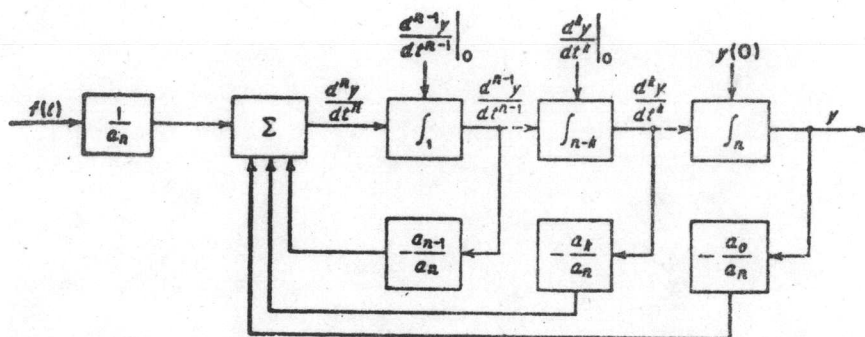 d^{n-1}y/dt^{n-1}|_0
d^k y/dt^k|_0
y(0)
f(t)
1/a_n
Σ
d^n y/dt^n
∫_1
d^{n-1}y/dt^{n-1}
∫_{n-k}
d^k y/dt^k
∫_n
y
-a_{n-1}/a_n
-a_k/a_n
-a_0/a_n